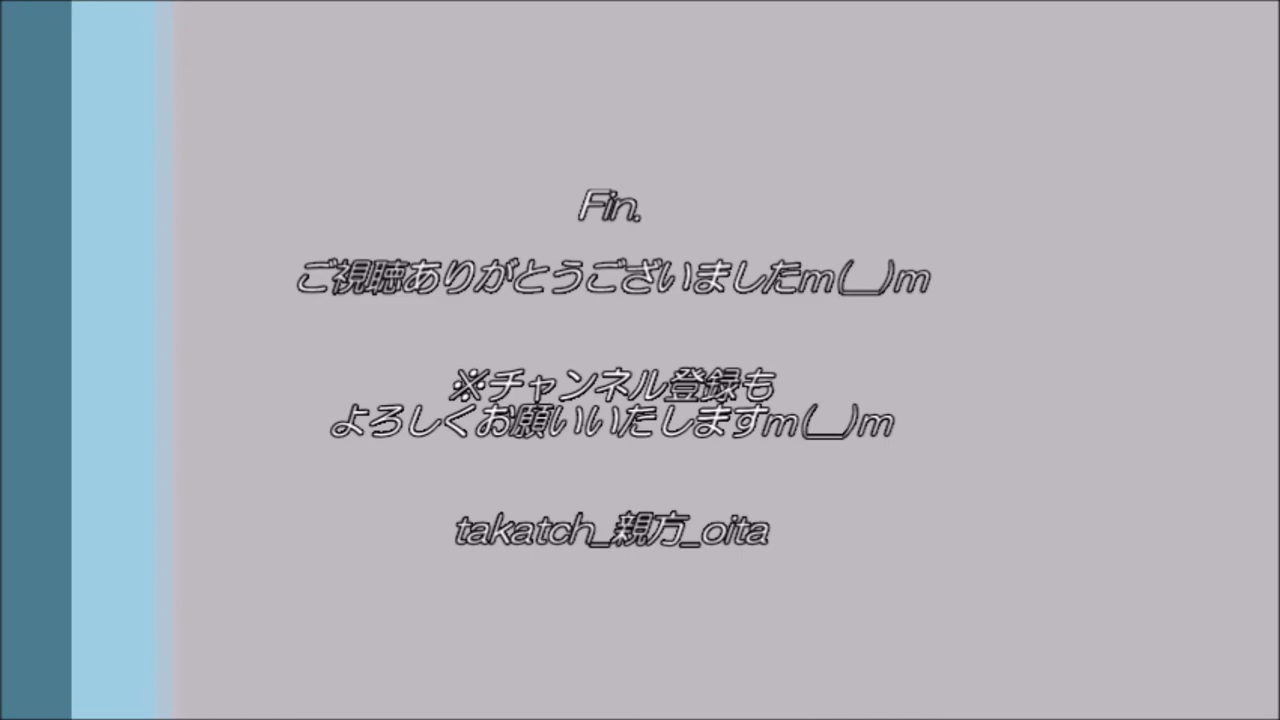 Fin.
ご視聴ありがとうございましたm(__)m
※チャンネル登録も
よろしくお願いいたしますm(__)m
takatch_親方_oita